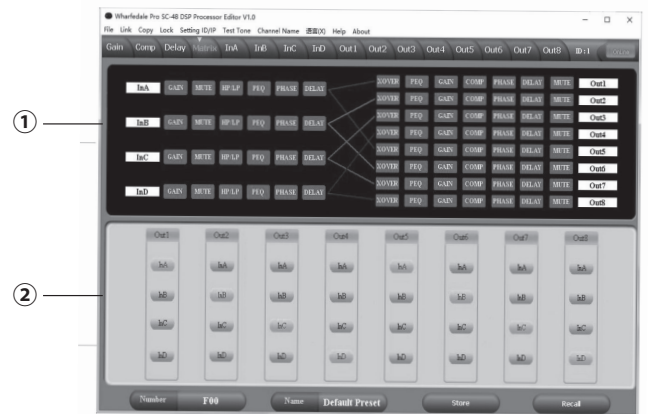 Wharfedale Pro SC-48 DSP Processor Editor V1.0
File Link Copy Lock Setting ID/IP Test Tone Channel Name 语言(X) Help About
Gain Comp Delay Matrix InA InB InC InD Out1 Out2 Out3 Out4 Out5 Out6 Out7 Out8 ID:1
XOVER PEQ GAIN COMP PHASE DELAY MUTE Out1
InA GAIN MUTE HP/LP PEQ PHASE DELAY
XOVER PEQ GAIN COMP PHASE DELAY MUTE Out2
XOVER PEQ GAIN COMP PHASE DELAY MUTE Out3
① InB GAIN MUTE HP/LP PEQ PHASE DELAY
XOVER PEQ GAIN COMP PHASE DELAY MUTE Out4
XOVER PEQ GAIN COMP PHASE DELAY MUTE Out5
InC GAIN MUTE HP/LP PEQ PHASE DELAY
XOVER PEQ GAIN COMP PHASE DELAY MUTE Out6
XOVER PEQ GAIN COMP PHASE DELAY MUTE Out7
InD GAIN MUTE HP/LP PEQ PHASE DELAY
XOVER PEQ GAIN COMP PHASE DELAY MUTE Out8
Out1 Out2 Out3 Out4 Out5 Out6 Out7 Out8
InA InA InA InA InA InA InA InA
② InB InB InB InB InB InB InB InB
InC InC InC InC InC InC InC InC
InD InD InD InD InD InD InD InD
Number F00 Name Default Preset Store Recall